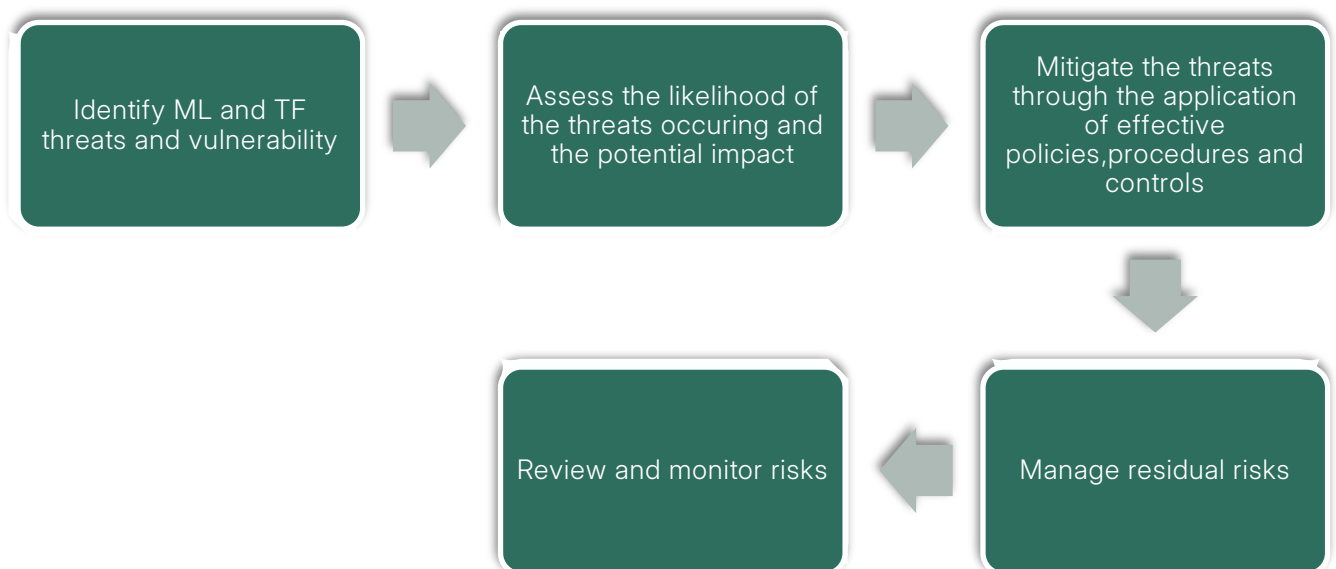 Identify ML and TF
threats and vulnerability
Assess the likelihood of
the threats occuring and
the potential impact
Mitigate the threats
through the application
of effective
policies,procedures and
controls
Manage residual risks
Review and monitor risks